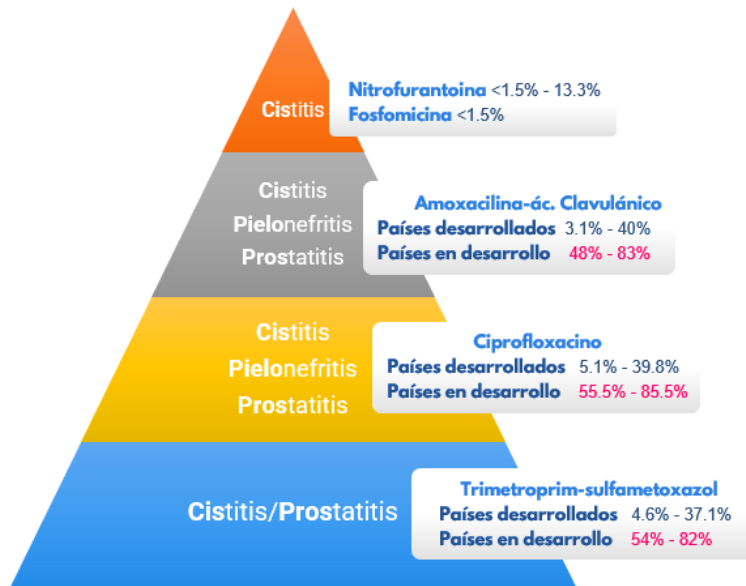 Cistitis
Nitrofurantoina <1.5% - 13.3%
Fosfomicina <1.5%
Cistitis
Pielonefritis
Prostatitis
Amoxacilina-ác. Clavulánico
Países desarrollados 3.1% - 40%
Países en desarrollo 48% - 83%
Cistitis
Pielonefritis
Prostatitis
Ciprofloxacino
Países desarrollados 5.1% - 39.8%
Países en desarrollo 55.5% - 85.5%
Cistitis/Prostatitis
Trimetroprim-sulfametoxazol
Países desarrollados 4.6% - 37.1%
Países en desarrollo 54% - 82%